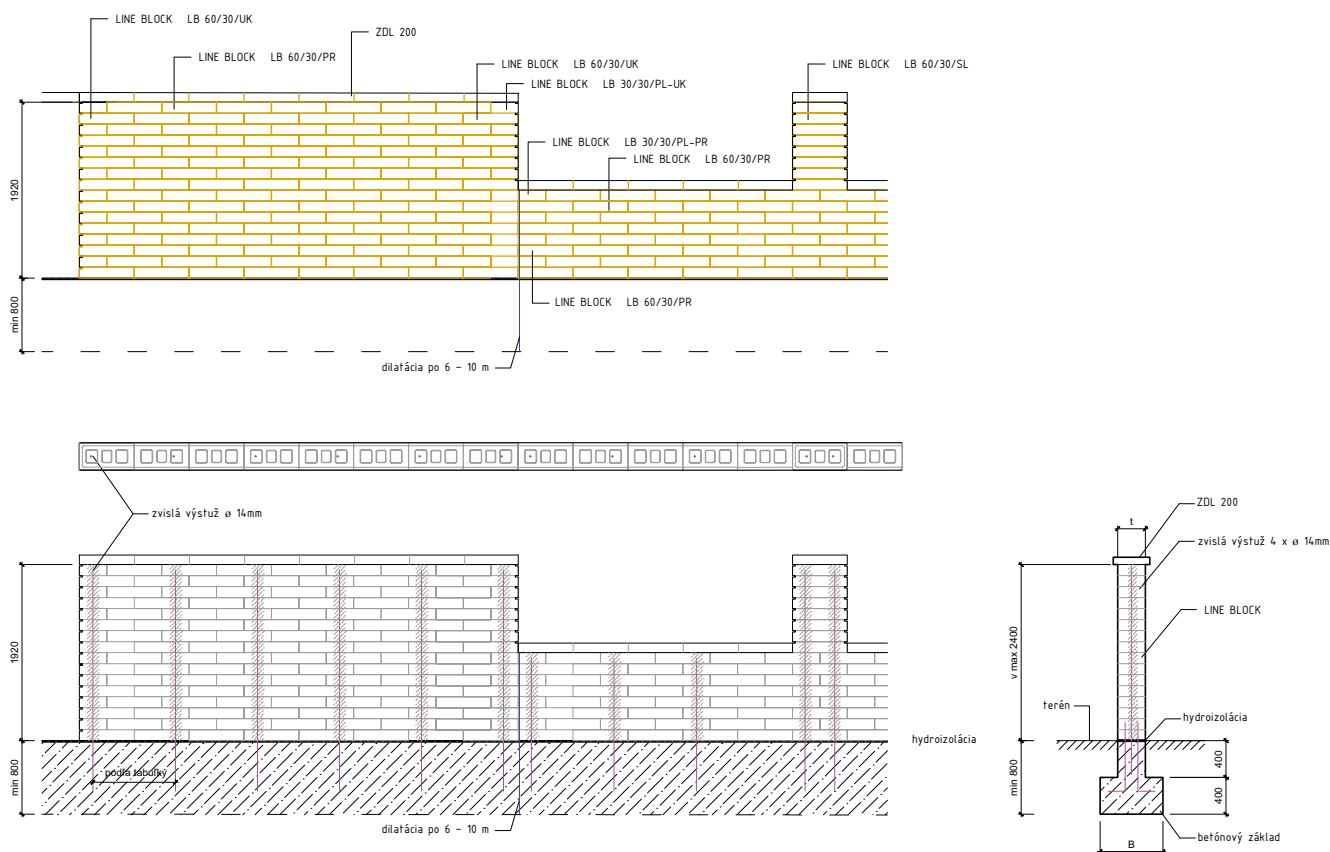 LINE BLOCK LB 60/30/UK
ZDL 200
LINE BLOCK LB 60/30/PR
LINE BLOCK LB 60/30/UK
LINE BLOCK LB 60/30/SL
LINE BLOCK LB 30/30/PL-UK
LINE BLOCK LB 30/30/PL-PR
LINE BLOCK LB 60/30/PR
1920
min 800
LINE BLOCK LB 60/30/PR
dilatácia po 6 - 10 m
zvislá výstuž ø 14mm
ZDL 200
t
zvislá výstuž 4 x ø 14mm
1920
v max 2400
LINE BLOCK
terén
hydroizolácia
hydroizolácia
podľa tabuľky
min 800
min 800
400
400
dilatácia po 6 - 10 m
betónový základ
B